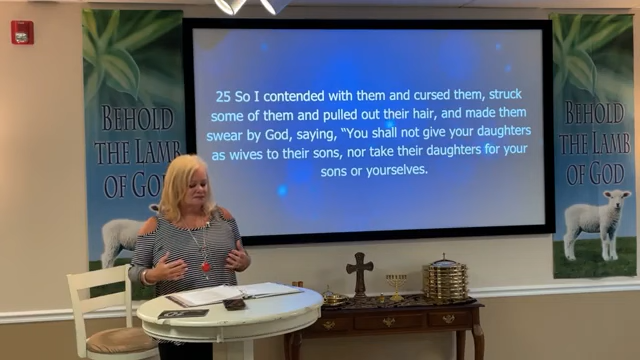 BEHOLD
THE LAMB
OF GOD
25 So I contended with them and cursed them, struck
some of them and pulled out their hair, and made them
swear by God, saying, “You shall not give your daughters
as wives to their sons, nor take their daughters for your
sons or yourselves.
BEHOLD
THE LAMB
OF GOD